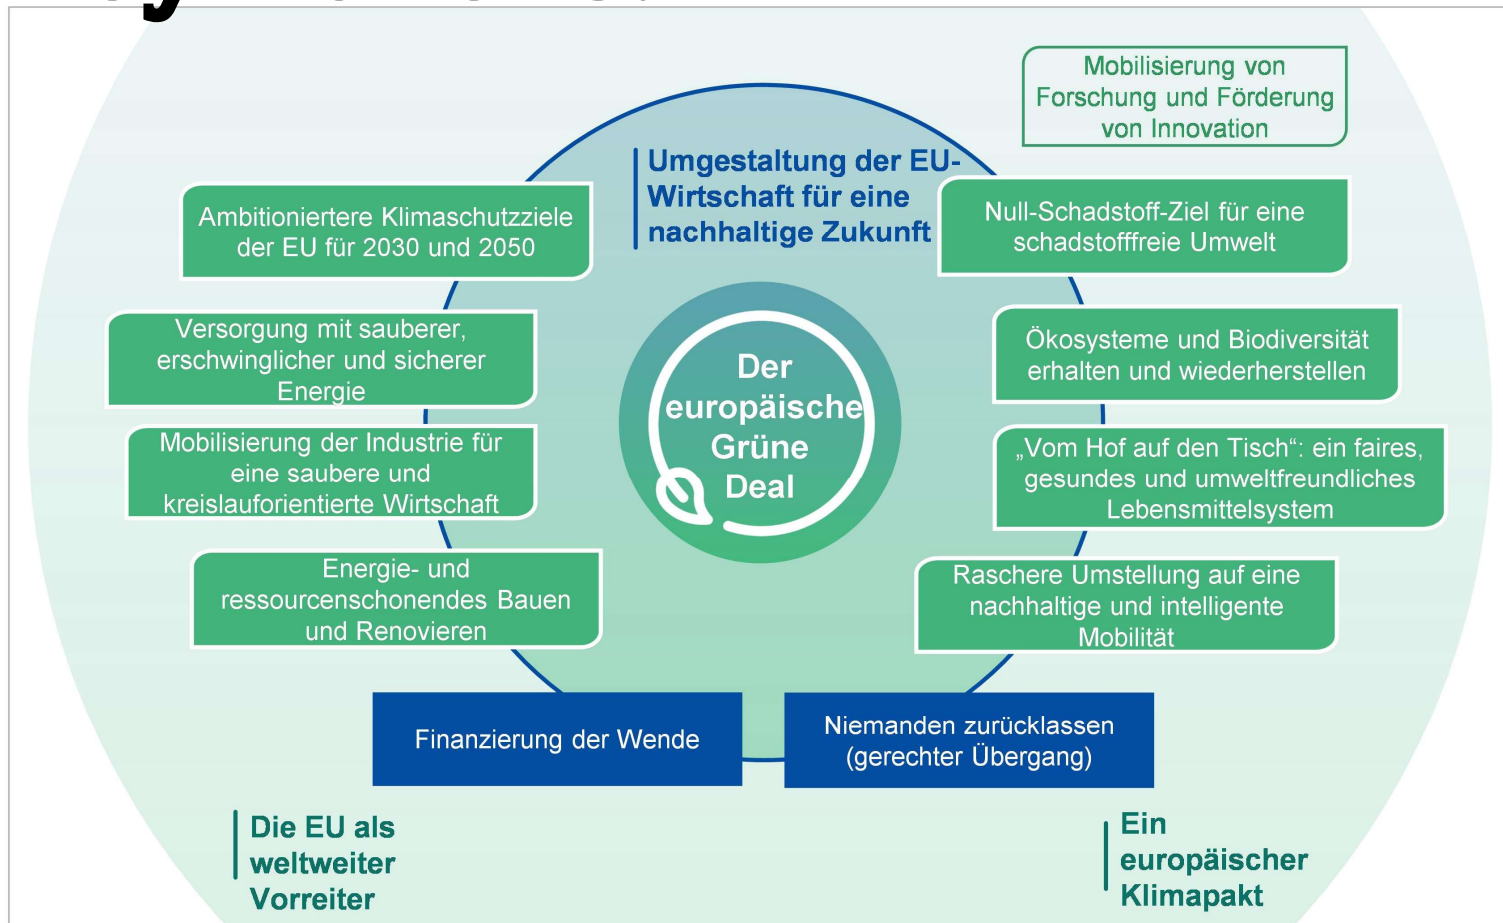 Mobilisierung von
Forschung und Förderung
von Innovation
Umgestaltung der EU-
Wirtschaft für eine
nachhaltige Zukunft
Ambitioniertere Klimaschutzziele
der EU für 2030 und 2050
Null-Schadstoff-Ziel für eine
schadstofffreie Umwelt
Versorgung mit sauberer,
erschwinglicher und sicherer
Energie
Ökosysteme und Biodiversität
erhalten und wiederherstellen
Der
europäische
Grüne
Deal
Mobilisierung der Industrie für
eine saubere und
kreislauforientierte Wirtschaft
„Vom Hof auf den Tisch“: ein faires,
gesundes und umweltfreundliches
Lebensmittelsystem
Energie- und
ressourcenschonendes Bauen
und Renovieren
Raschere Umstellung auf eine
nachhaltige und intelligente
Mobilität
Finanzierung der Wende
Niemanden zurücklassen
(gerechter Übergang)
Die EU als
weltweiter
Vorreiter
Ein
europäischer
Klimapakt